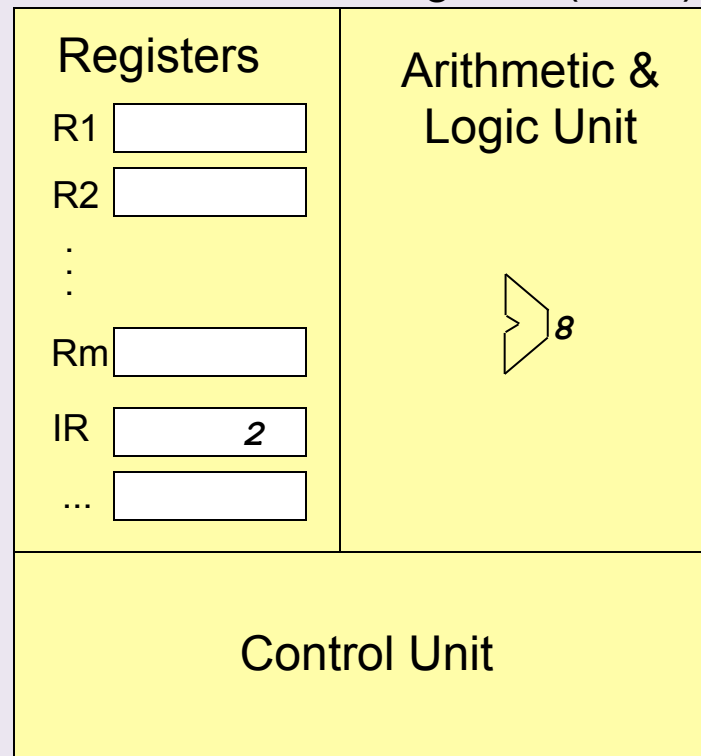 Registers
R1
R2
.
.
.
Rm
IR 2
...
Arithmetic &
Logic Unit
8
Control Unit